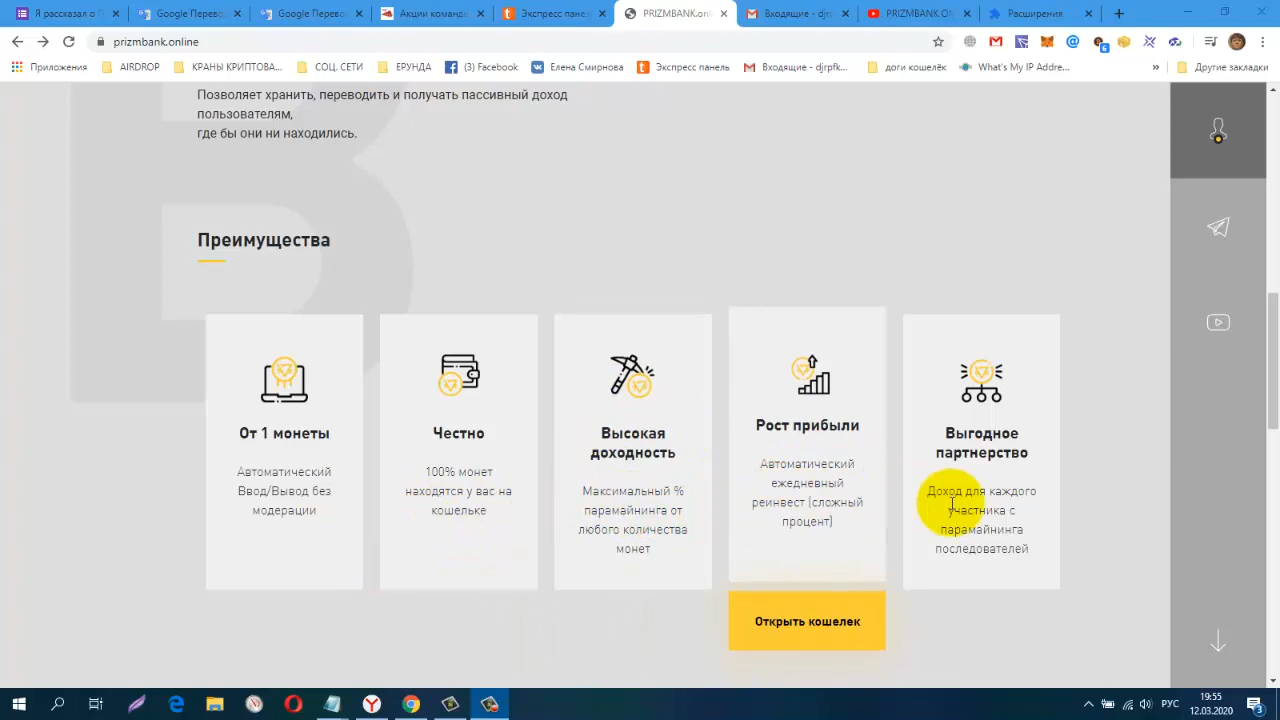 Я рассказал о П
Google Перево
Google Перево
Акции команд
Экспресс пане
PRIZMBANK.onl
Входящие - djr
PRIZMBANK.ON
Расширения
prizmbank.online
6
Приложения
AIRDROP
КРАНЫ КРИПТОВА...
СОЦ. СЕТИ
ЕРУНДА
(3) Facebook
Елена Смирнова
Экспресс панель
Входящие - djrpfk...
доги кошелёк
What's My IP Addre...
»
Другие закладки
Позволяет хранить, переводить и получать пассивный доход
пользователям,
где бы они ни находились.
Преимущества
От 1 монеты
Автоматический
Ввод/Вывод без
модерации
Честно
100% монет
находятся у вас на
кошельке
Высокая
доходность
Максимальный %
парамайнинга от
любого количества
монет
Рост прибыли
Автоматический
ежедневный
реинвест (сложный
процент)
Открыть кошелек
Выгодное
партнерство
Доход для каждого
участника с
парамайнинга
последователей
РУС
19:55
12.03.2020
3